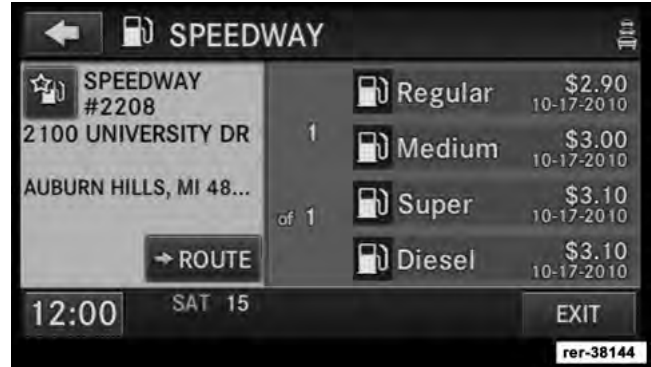 SPEEDWAY
SPEEDWAY
#2208
2100 UNIVERSITY DR
AUBURN HILLS, MI 48...
ROUTE
1
of 1
Regular $2.90
10-17-2010
Medium $3.00
10-17-2010
Super $3.10
10-17-2010
Diesel $3.10
10-17-2010
12:00
SAT 15
EXIT
rer-38144